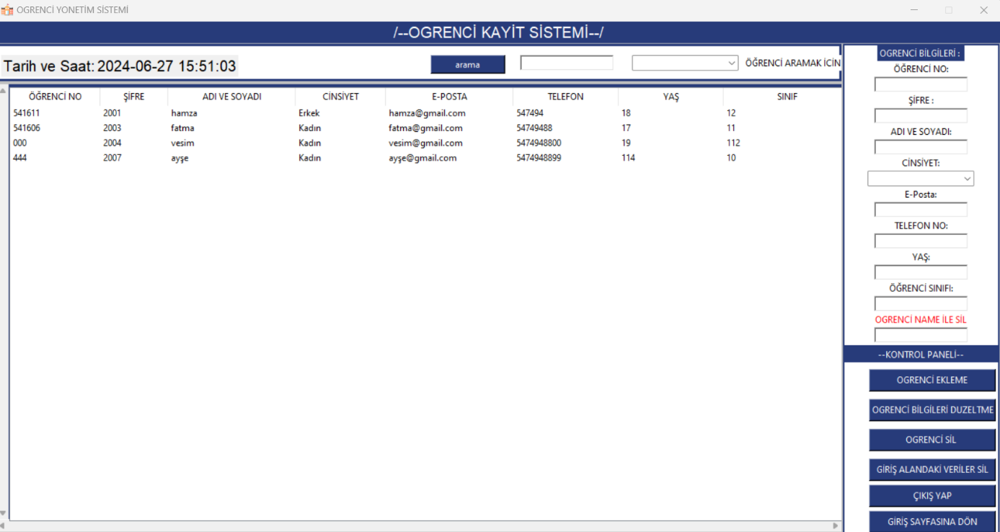 OGRENCİ YONETİM SİSTEMİ
/--OGRENCİ KAYİT SİSTEMİ--/
Tarih ve Saat: 2024-06-27 15:51:03
arama
ÖĞRENCİ ARAMAK İCİN
ÖĞRENCİ NO ŞİFRE ADI VE SOYADI CİNSİYET E-POSTA TELEFON YAŞ SINIF
541611 2001 hamza Erkek hamza@gmail.com 547494 18 12
541606 2003 fatma Kadın fatma@gmail.com 54749488 17 11
000 2004 vesim Kadın vesim@gmail.com 5474948800 19 112
444 2007 ayşe Kadın ayşe@gmail.com 5474948899 114 10
OGRENCİ BİLGİLERİ :
ÖĞRENCİ NO:
ŞİFRE :
ADI VE SOYADI:
CİNSİYET:
E-Posta:
TELEFON NO:
YAŞ:
ÖĞRENCİ SINIFI:
OGRENCİ NAME İLE SİL
--KONTROL PANELİ--
OGRENCİ EKLEME
OGRENCİ BİLGİLERİ DUZELTME
OGRENCİ SİL
GİRİŞ ALANDAKİ VERİLER SİL
ÇIKIŞ YAP
GİRİŞ SAYFASINA DÖN